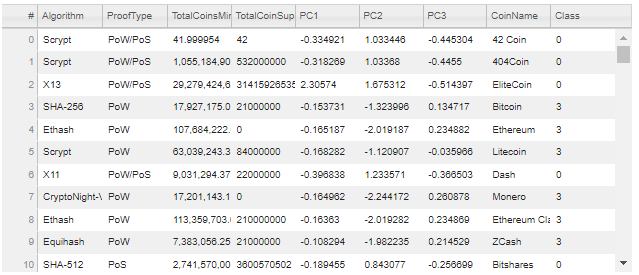 # Algorithm ProofType TotalCoinsMin TotalCoinSup PC1 PC2 PC3 CoinName Class
0 Scrypt PoW/PoS 41.999954 42 -0.334921 1.033446 -0.445304 42 Coin 0
1 Scrypt PoW/PoS 1,055,184,90 532000000 -0.318269 1.03368 -0.4455 404Coin 0
2 X13 PoW/PoS 29,279,424,6 31415926535 2.30574 1.675312 -0.514397 EliteCoin 0
3 SHA-256 PoW 17,927,175.0 21000000 -0.153731 -1.323996 0.134717 Bitcoin 3
4 Ethash PoW 107,684,222. 0 -0.165187 -2.019187 0.234882 Ethereum 3
5 Scrypt PoW 63,039,243.3 84000000 -0.168282 -1.120907 -0.035966 Litecoin 3
6 X11 PoW/PoS 9,031,294.37 22000000 -0.396838 1.233571 -0.366503 Dash 0
7 CryptoNight-V PoW 17,201,143.1 0 -0.164962 -2.244172 0.260878 Monero 3
8 Ethash PoW 113,359,703. 210000000 -0.16363 -2.019282 0.234869 Ethereum Cla 3
9 Equihash PoW 7,383,056.25 21000000 -0.108294 -1.982235 0.214529 ZCash 3
10 SHA-512 PoS 2,741,570,00 3600570502 -0.189455 0.843077 -0.256699 Bitshares 0